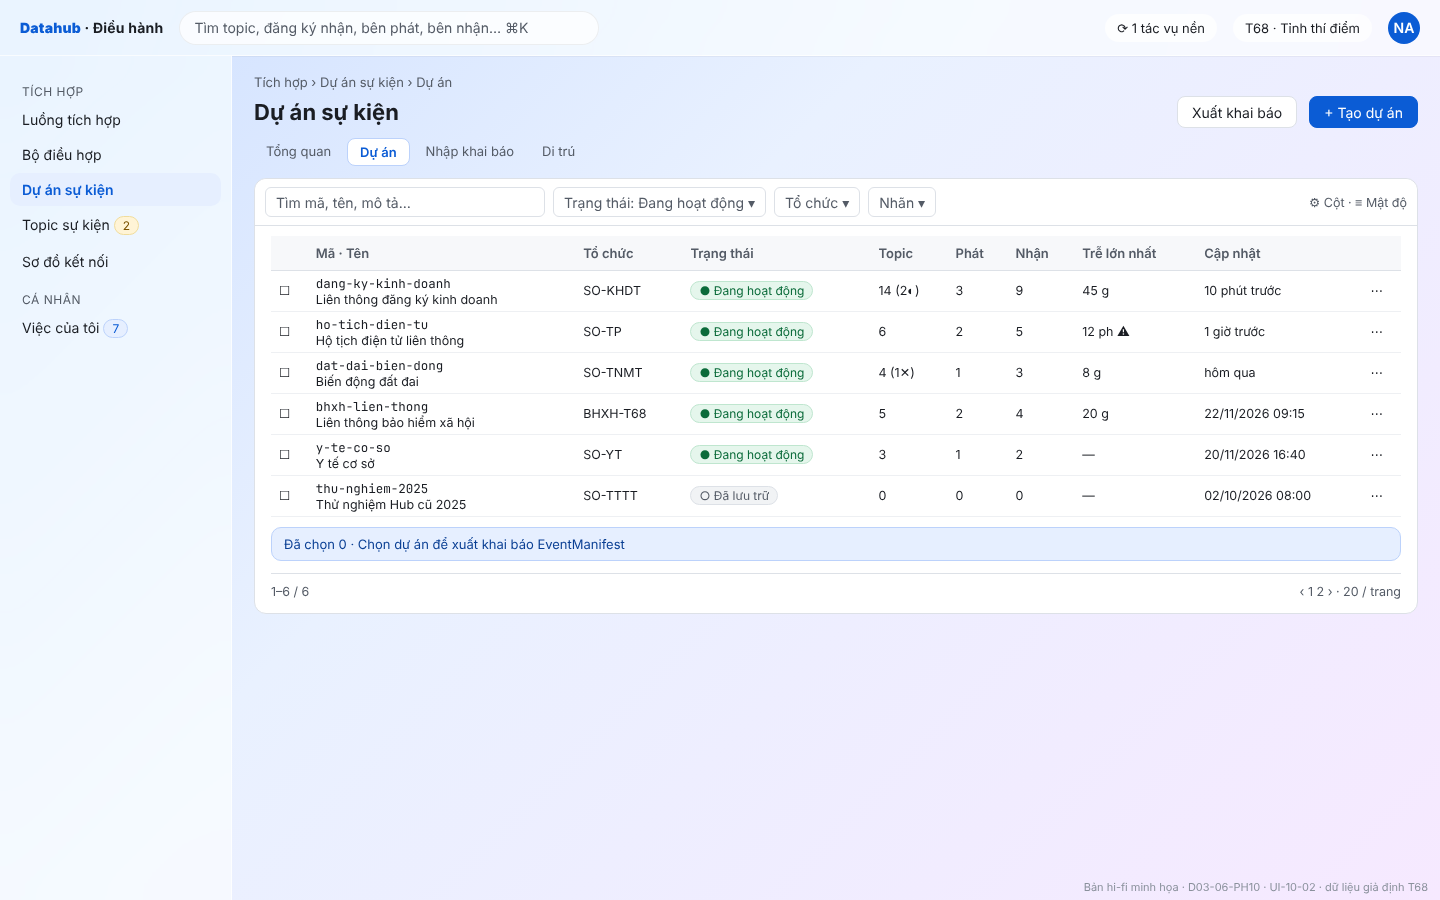 Datahub · Điều hành
Tìm topic, đăng ký nhận, bên phát, bên nhận... ⌘K
⟳ 1 tác vụ nền
T68 · Tỉnh thí điểm
NA
TÍCH HỢP
Luồng tích hợp
Bộ điều hợp
Dự án sự kiện
Topic sự kiện 2
Sơ đồ kết nối
CÁ NHÂN
Việc của tôi 7
Tích hợp › Dự án sự kiện › Dự án
Dự án sự kiện
Xuất khai báo
+ Tạo dự án
Tổng quan
Dự án
Nhập khai báo
Di trú
Tìm mã, tên, mô tả...
Trạng thái: Đang hoạt động ▾
Tổ chức ▾
Nhãn ▾
⚙ Cột · ≡ Mật độ
Mã · Tên Tổ chức Trạng thái Topic Phát Nhận Trễ lớn nhất Cập nhật
dang-ky-kinh-doanh
Liên thông đăng ký kinh doanh
SO-KHDT ● Đang hoạt động 14 (2◐) 3 9 45 g 10 phút trước ···
ho-tich-dien-tu
Hộ tịch điện tử liên thông
SO-TP ● Đang hoạt động 6 2 5 12 ph ⚠ 1 giờ trước ···
dat-dai-bien-dong
Biến động đất đai
SO-TNMT ● Đang hoạt động 4 (1✕) 1 3 8 g hôm qua ···
bhxh-lien-thong
Liên thông bảo hiểm xã hội
BHXH-T68 ● Đang hoạt động 5 2 4 20 g 22/11/2026 09:15 ···
y-te-co-so
Y tế cơ sở
SO-YT ● Đang hoạt động 3 1 2 — 20/11/2026 16:40 ···
thu-nghiem-2025
Thử nghiệm Hub cũ 2025
SO-TTTT ○ Đã lưu trữ 0 0 0 — 02/10/2026 08:00 ···
Đã chọn 0 · Chọn dự án để xuất khai báo EventManifest
1–6 / 6
‹ 1 2 › · 20 / trang
Bản hi-fi minh họa · D03-06-PH10 · UI-10-02 · dữ liệu giả định T68